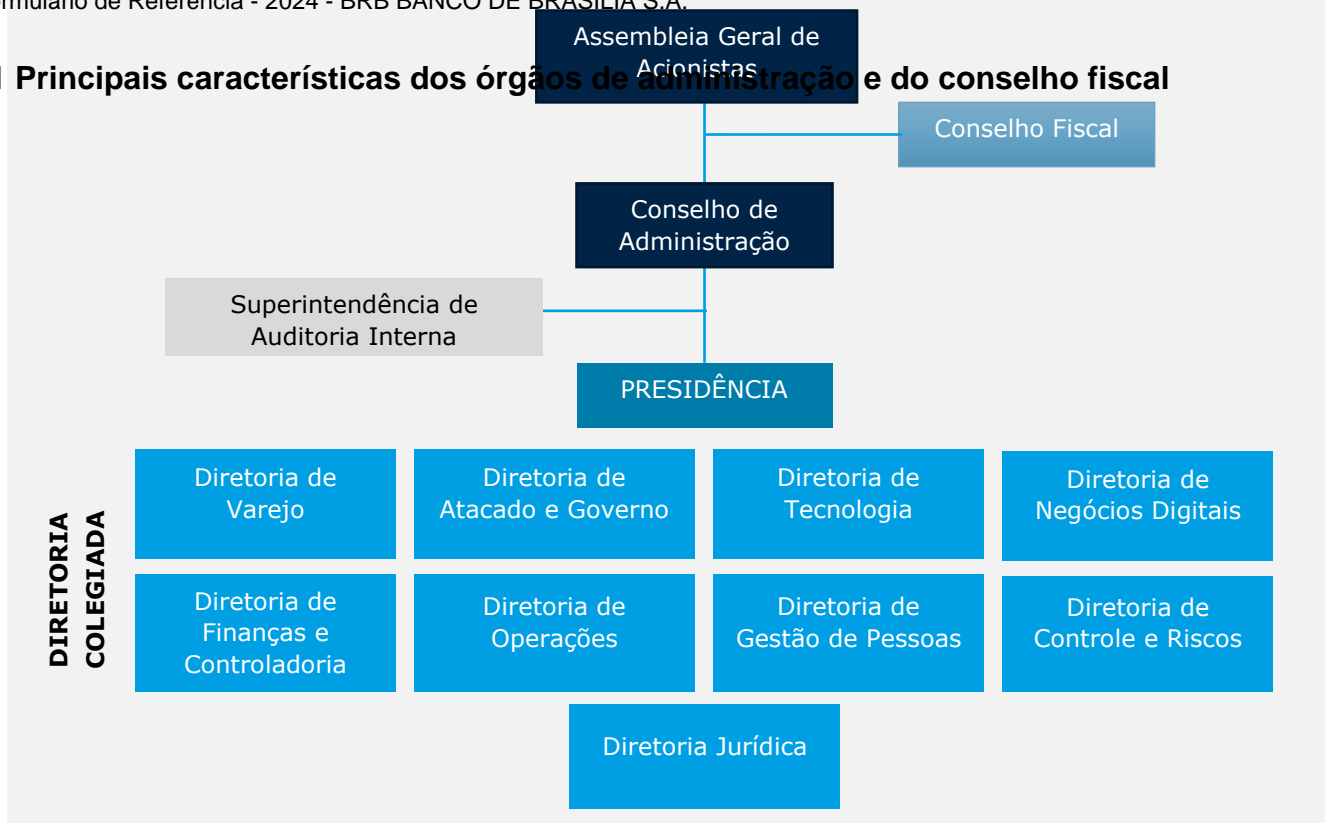 ormulário de Referência - 2024 - BRB BANCO DE BRASILIA S.A.
Assembleia Geral de
Acionistas
Principais características dos órgãos de administração e do conselho fiscal
Conselho Fiscal
Conselho de
Administração
Superintendência de
Auditoria Interna
PRESIDÊNCIA
DIRETORIA
COLEGIADA
Diretoria de
Varejo
Diretoria de
Atacado e Governo
Diretoria de
Tecnologia
Diretoria de
Negócios Digitais
Diretoria de
Finanças e
Controladoria
Diretoria de
Operações
Diretoria de
Gestão de Pessoas
Diretoria de
Controle e Riscos
Diretoria Jurídica